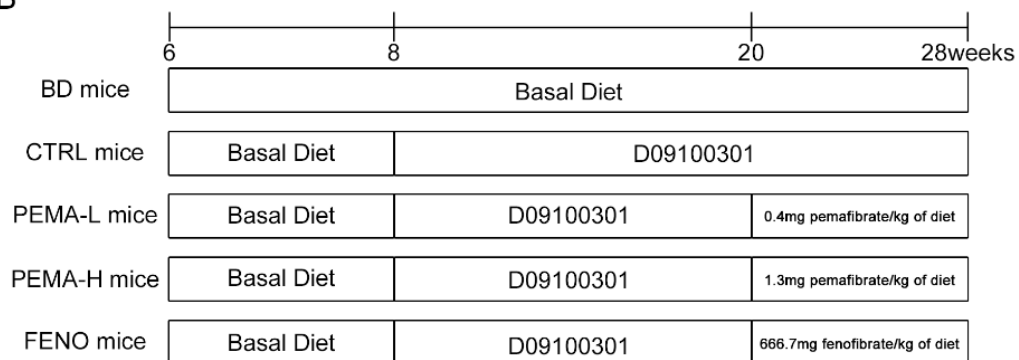 B
6 8 20 28weeks
BD mice Basal Diet
CTRL mice Basal Diet D09100301
PEMA-L mice Basal Diet D09100301 0.4mg pemafibrate/kg of diet
PEMA-H mice Basal Diet D09100301 1.3mg pemafibrate/kg of diet
FENO mice Basal Diet D09100301 666.7mg fenofibrate/kg of diet